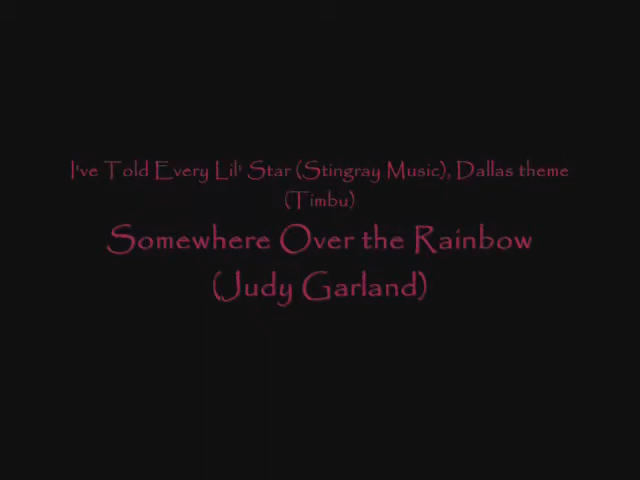 I've Told Every Lil' Star (Stingray Music), Dallas theme
(Timbu)
Somewhere Over the Rainbow
(Judy Garland)